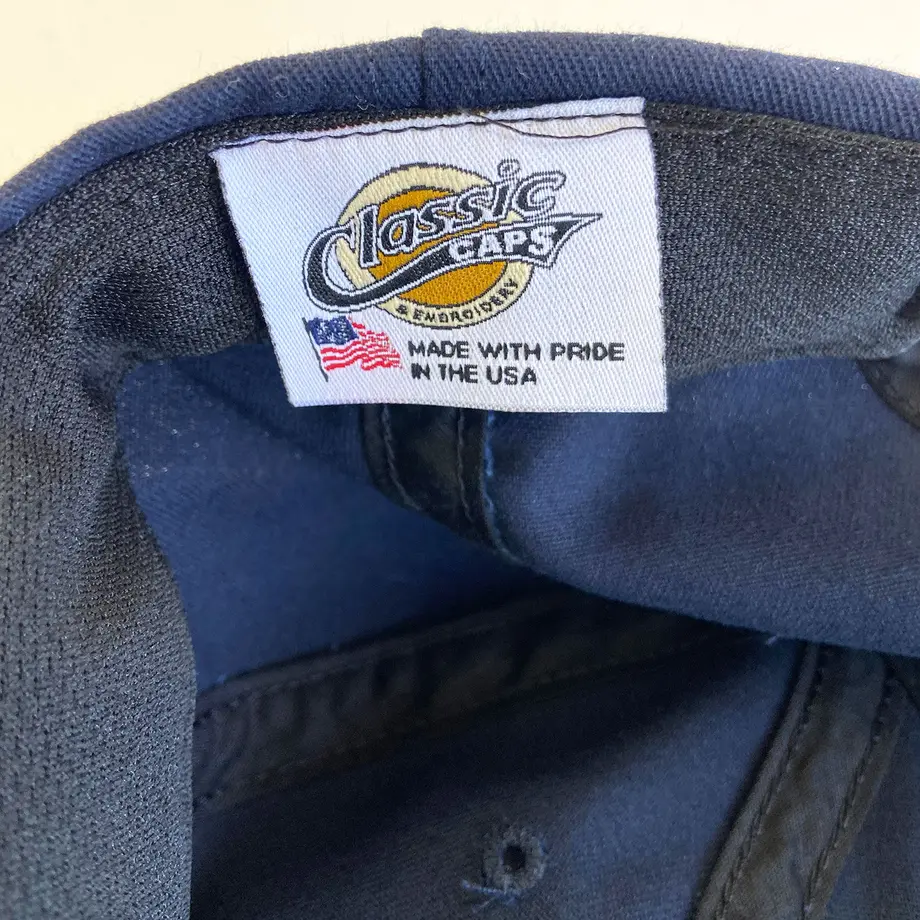 Classic
CAPS
& EMBROIDERY
MADE WITH PRIDE
IN THE USA